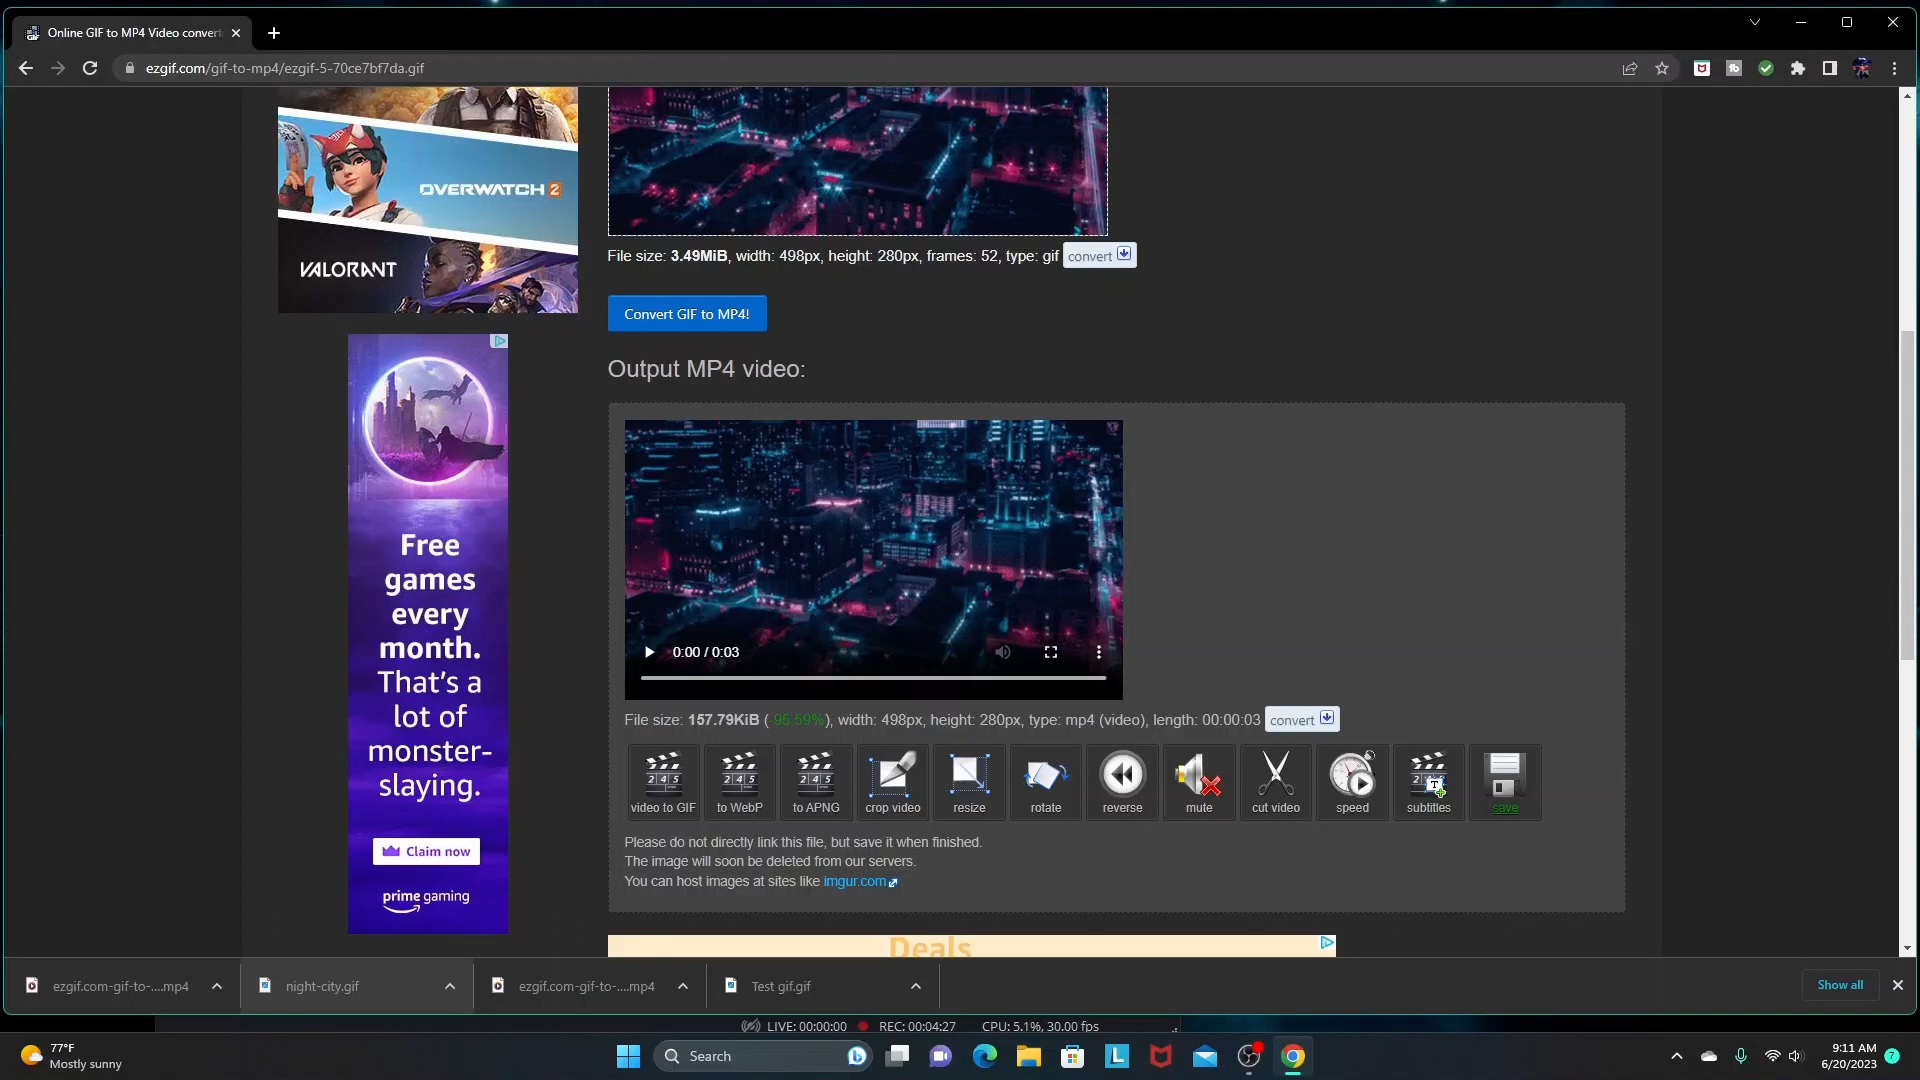 Online GIF to MP4 Video convert
ezgif.com/gif-to-mp4/ezgif-5-70ce7bf7da.gif
OVERWATCH 2
VALORANT
File size: 3.49MiB, width: 498px, height: 280px, frames: 52, type: gif convert
Convert GIF to MP4!
Output MP4 video:
Free
games
every
month.
That's a
lot of
monster-
slaying.
Claim now
prime gaming
0:00 / 0:03
File size: 157.79KiB (-95.59%), width: 498px, height: 280px, type: mp4 (video), length: 00:00:03 convert
video to GIF to WebP to APNG crop video resize rotate reverse mute cut video speed subtitles save
Please do not directly link this file, but save it when finished.
The image will soon be deleted from our servers.
You can host images at sites like imgur.com
Deals
ezgif.com-gif-to-....mp4 night-city.gif ezgif.com-gif-to-....mp4 Test gif.gif Show all
LIVE: 00:00:00 REC: 00:04:27 CPU: 5.1%, 30.00 fps
77°F
Mostly sunny
Search
9:11 AM
6/20/2023
7